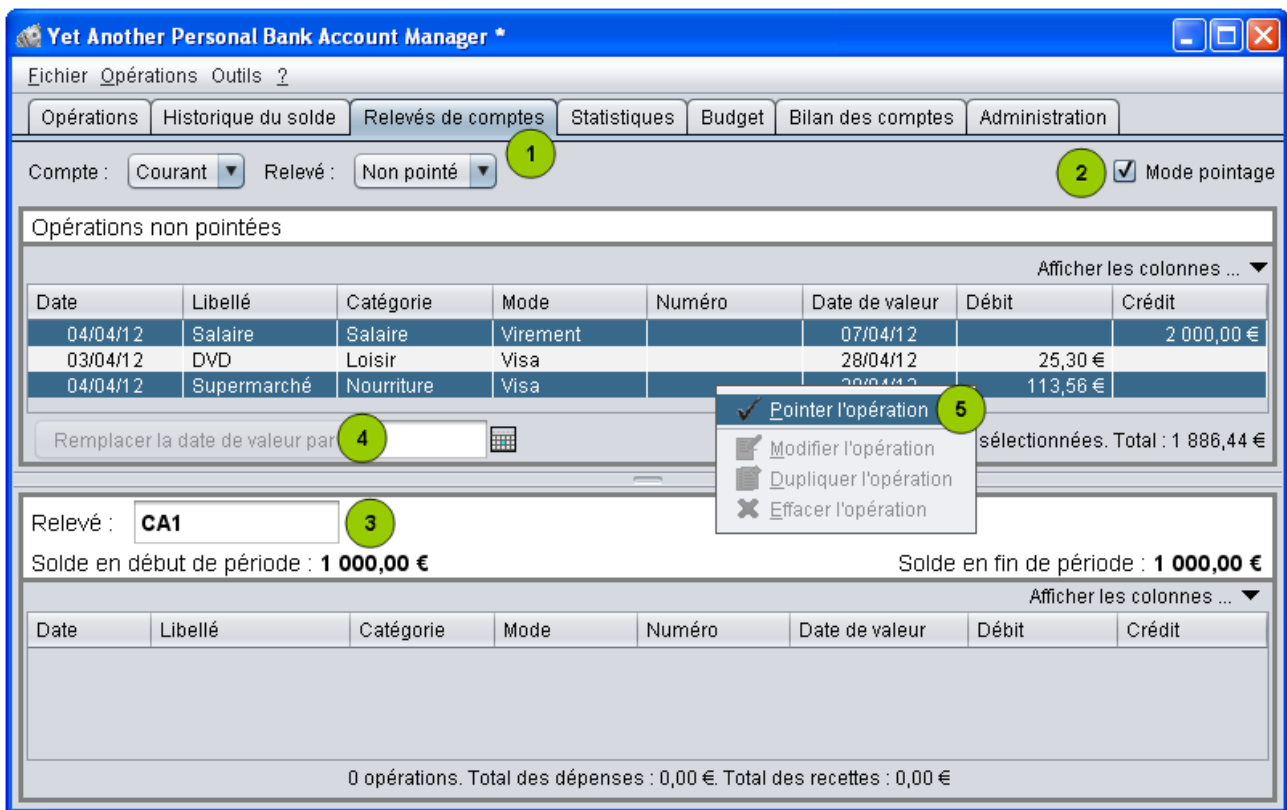 Yet Another Personal Bank Account Manager *
Fichier Opérations Outils ?
Opérations Historique du solde Relevés de comptes Statistiques Budget Bilan des comptes Administration
1
Compte : Courant Relevé : Non pointé 2 Mode pointage
Opérations non pointées
Afficher les colonnes ...
Date Libellé Catégorie Mode Numéro Date de valeur Débit Crédit
04/04/12 Salaire Salaire Virement 07/04/12 2 000,00 €
03/04/12 DVD Loisir Visa 28/04/12 25,30 €
04/04/12 Supermarché Nourriture Visa 113,56 €
Pointer l'opération 5
Remplacer la date de valeur par 4 sélectionnées. Total : 1 886,44 €
Modifier l'opération
Dupliquer l'opération
Effacer l'opération
Relevé : CA1 3
Solde en début de période : 1 000,00 € Solde en fin de période : 1 000,00 €
Afficher les colonnes ...
Date Libellé Catégorie Mode Numéro Date de valeur Débit Crédit
0 opérations. Total des dépenses : 0,00 €. Total des recettes : 0,00 €